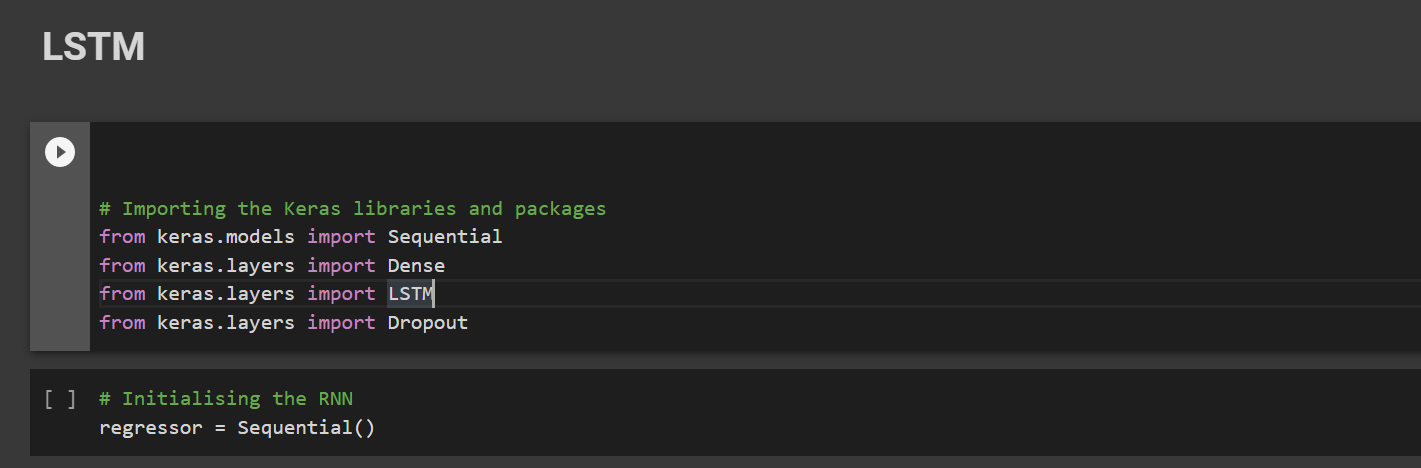 LSTM
# Importing the Keras libraries and packages
from keras.models import Sequential
from keras.layers import Dense
from keras.layers import LSTM
from keras.layers import Dropout
[ ] # Initialising the RNN
regressor = Sequential()